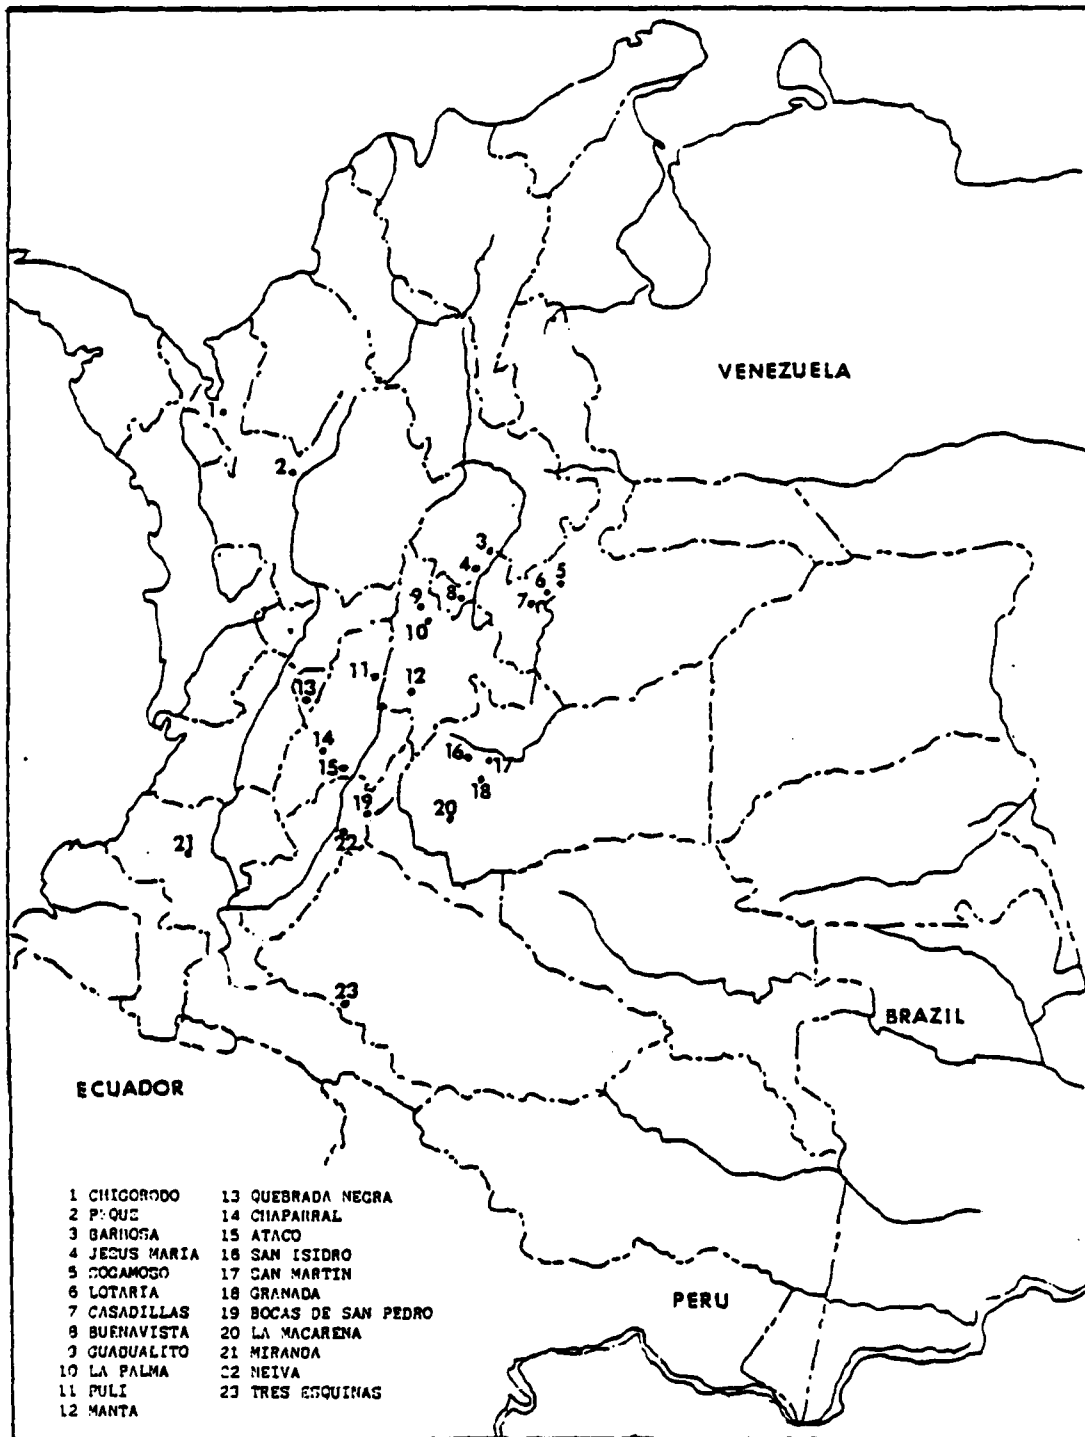 VENEZUELA
1
2
3
4
5
6
7
8
9
10
11
12
13
14
15
16
17
18
19
20
21
22
23
BRAZIL
ECUADOR
PERU
1 CHIGORODO
2 PEQUE
3 BARBOSA
4 JESUS MARIA
5 SOGAMOSO
6 LOTARIA
7 CASADILLAS
8 BUENAVISTA
9 GUADUALITO
10 LA PALMA
11 PULI
12 MANTA
13 QUEBRADA NEGRA
14 CHAPARRAL
15 ATACO
16 SAN ISIDRO
17 SAN MARTIN
18 GRANADA
19 BOCAS DE SAN PEDRO
20 LA MACARENA
21 MIRANDA
22 NEIVA
23 TRES ESQUINAS